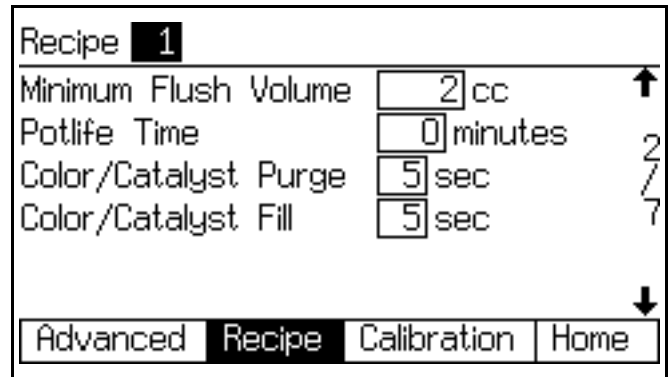 Recipe 1
Minimum Flush Volume 2 cc
Potlife Time 0 minutes
Color/Catalyst Purge 5 sec
Color/Catalyst Fill 5 sec
2/7
Advanced Recipe Calibration Home